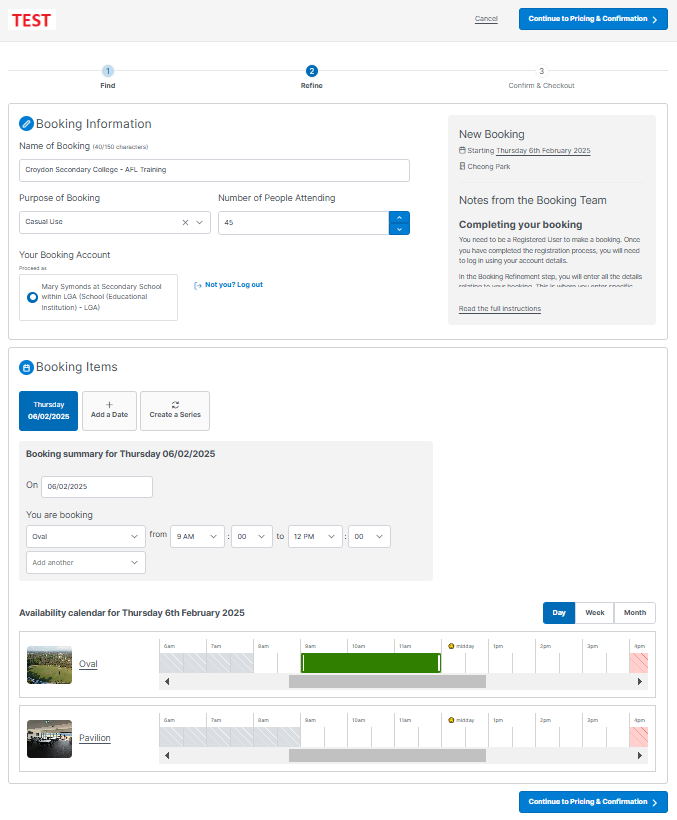 TEST
Cancel
Continue to Pricing & Confirmation
1
2
3
Find
Refine
Confirm & Checkout
Booking Information
Name of Booking (40/150 characters)
Croydon Secondary College - AFL Training
Purpose of Booking
Number of People Attending
Casual Use
45
Your Booking Account
Proceed as
Mary Symonds at Secondary School
within LGA (School (Educational
Institution) - LGA)
Not you? Log out
New Booking
Starting Thursday 6th February 2025
Cheong Park
Notes from the Booking Team
Completing your booking
You need to be a Registered User to make a booking. Once
you have completed the registration process, you will need
to log in using your account details.
In the Booking Refinement step, you will enter all the details
relating to your booking. This is where you enter specific
Read the full instructions
Booking Items
Thursday
06/02/2025
Add a Date
Create a Series
Booking summary for Thursday 06/02/2025
On 06/02/2025
You are booking
Oval from 9 AM : 00 to 12 PM : 00
Add another
Availability calendar for Thursday 6th February 2025
Day Week Month
Oval
6am 7am 8am 9am 10am 11am midday 1pm 2pm 3pm 4pm
Pavilion
6am 7am 8am 9am 10am 11am midday 1pm 2pm 3pm 4pm
Continue to Pricing & Confirmation